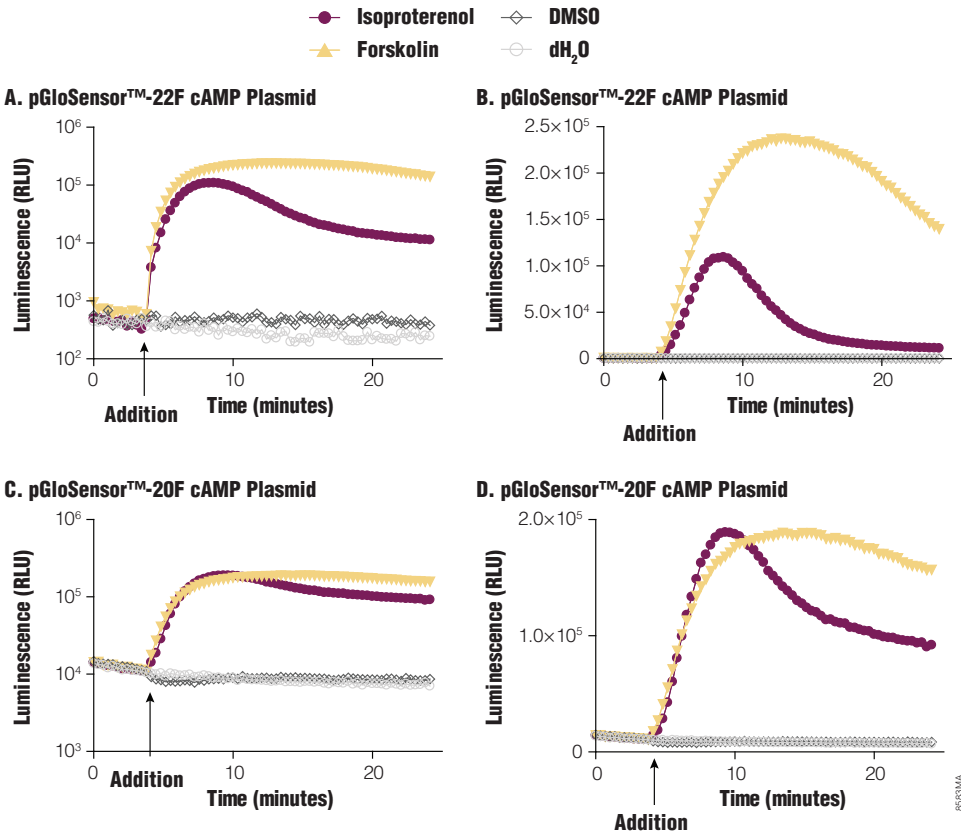 Isoproterenol
DMSO
Forskolin
dH₂O
A. pGloSensor™-22F cAMP Plasmid
Luminescence (RLU)
10⁶
10⁵
10⁴
10³
10²
0 10 20
Time (minutes)
Addition
B. pGloSensor™-22F cAMP Plasmid
Luminescence (RLU)
2.5×10⁵
2.0×10⁵
1.5×10⁵
1.0×10⁵
5.0×10⁴
0
0 10 20
Time (minutes)
Addition
C. pGloSensor™-20F cAMP Plasmid
Luminescence (RLU)
10⁶
10⁵
10⁴
10³
0 10 20
Addition
Time (minutes)
D. pGloSensor™-20F cAMP Plasmid
Luminescence (RLU)
2.0×10⁵
1.0×10⁵
0
0 10 20
Time (minutes)
Addition
8583MA